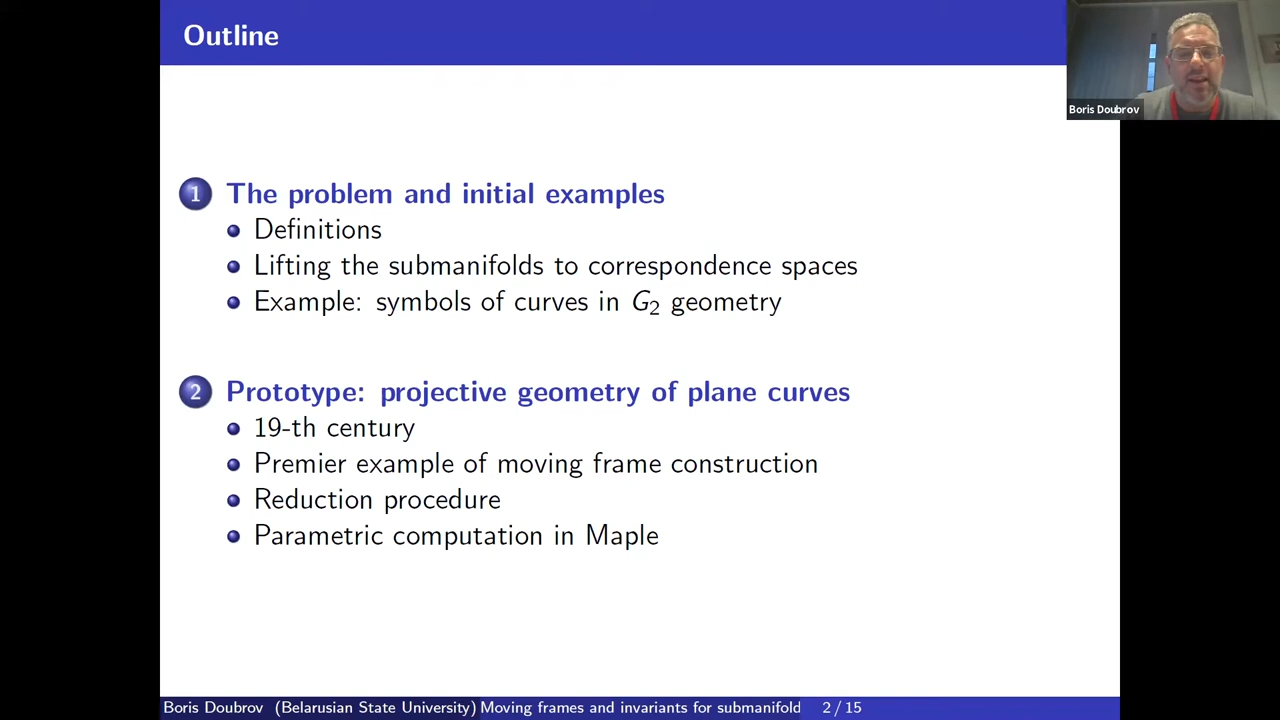 Outline
Boris Doubrov
1 The problem and initial examples
Definitions
Lifting the submanifolds to correspondence spaces
Example: symbols of curves in G₂ geometry
2 Prototype: projective geometry of plane curves
19-th century
Premier example of moving frame construction
Reduction procedure
Parametric computation in Maple
Boris Doubrov (Belarusian State University) Moving frames and invariants for submanifold 2 / 15